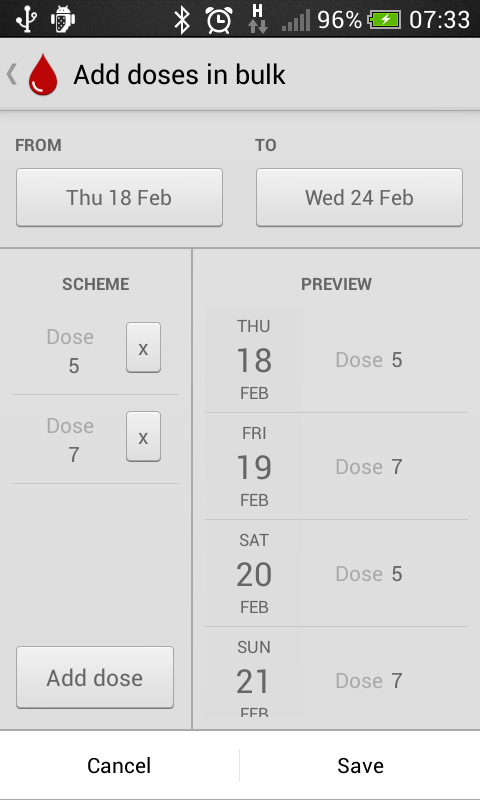 H
96%
07:33
Add doses in bulk
FROM
TO
Thu 18 Feb
Wed 24 Feb
SCHEME
Dose
5
x
Dose
7
x
Add dose
PREVIEW
THU
18
FEB
Dose 5
FRI
19
FEB
Dose 7
SAT
20
FEB
Dose 5
SUN
21
FEB
Dose 7
Cancel
Save